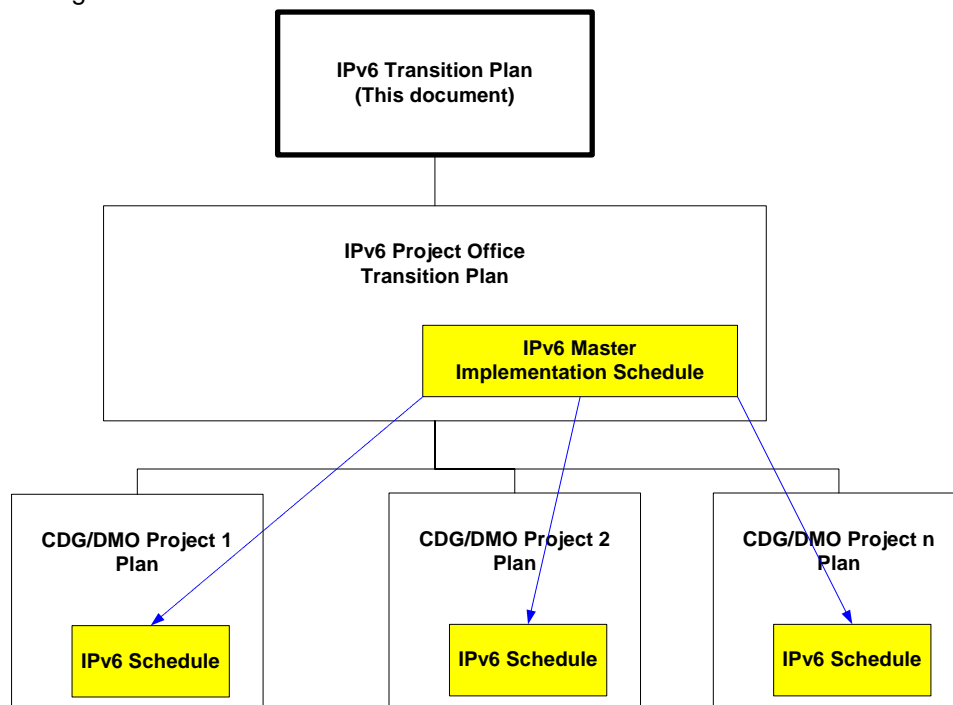 IPv6 Transition Plan
(This document)
IPv6 Project Office
Transition Plan
IPv6 Master
Implementation Schedule
CDG/DMO Project 1
Plan
CDG/DMO Project 2
Plan
CDG/DMO Project n
Plan
IPv6 Schedule
IPv6 Schedule
IPv6 Schedule